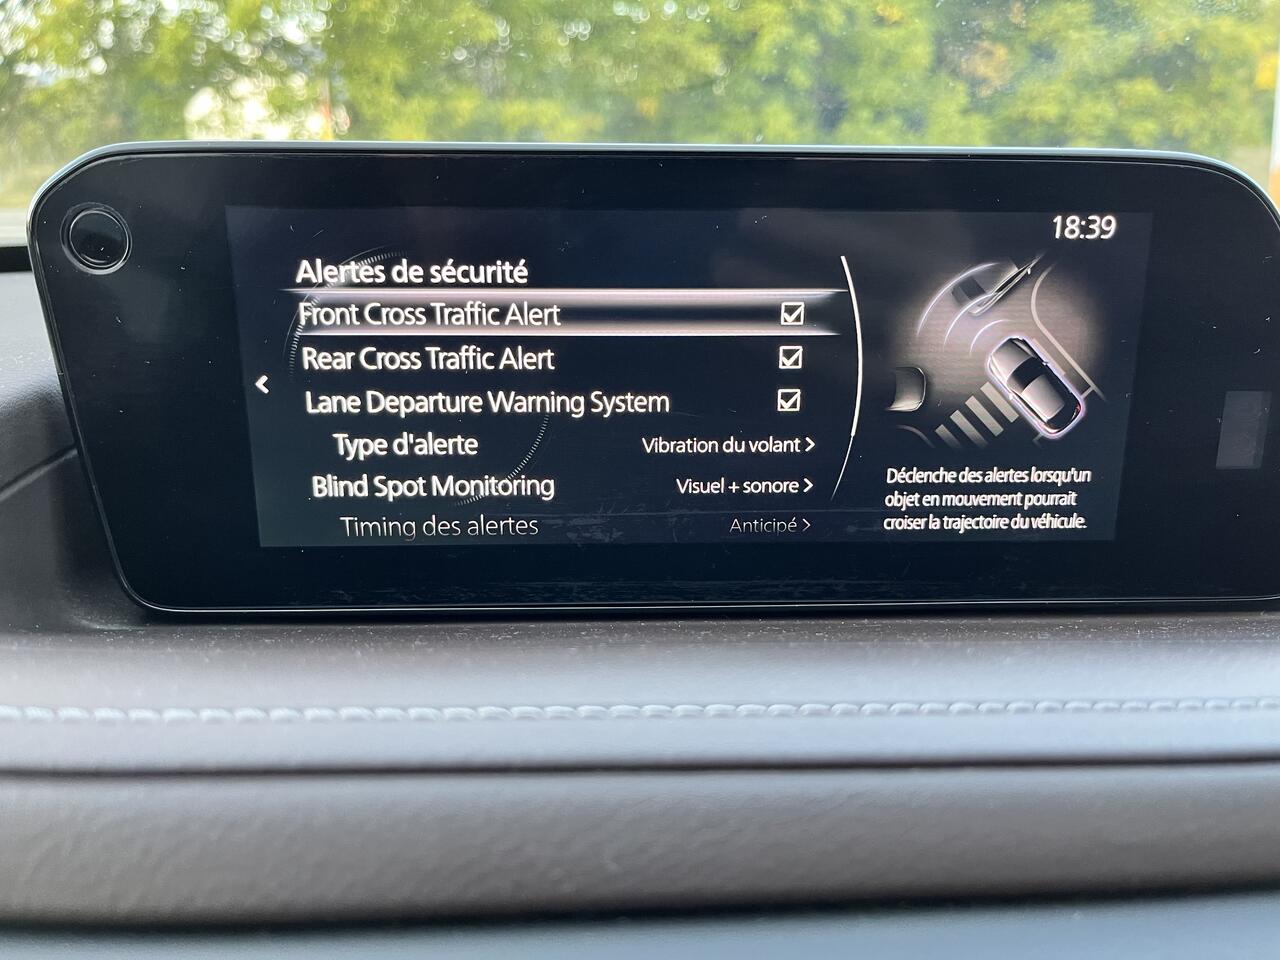 18:39
Alertes de sécurité
Front Cross Traffic Alert
Rear Cross Traffic Alert
Lane Departure Warning System
Type d'alerte Vibration du volant >
Blind Spot Monitoring Visuel + sonore >
Timing des alertes Anticipé >
Déclenche des alertes lorsqu'un
objet en mouvement pourrait
croiser la trajectoire du véhicule.